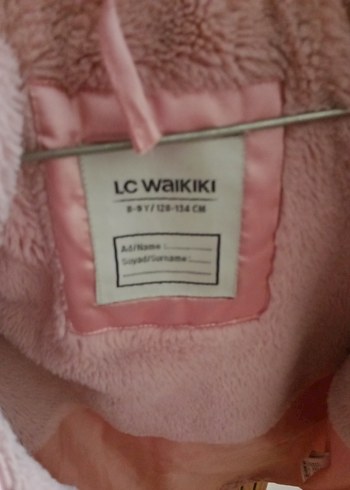 LC WAIKIKI
8-9 Y / 128-134 CM
Ad/Name :
Soyad/Surname :